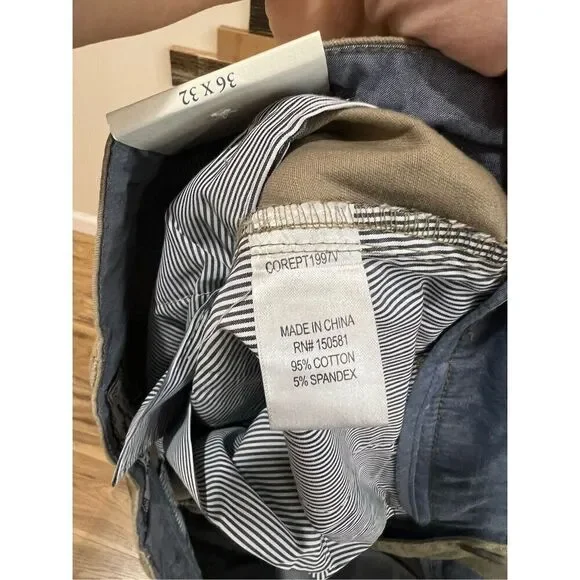 36 X 32
COREPT1997V
MADE IN CHINA
RN# 150581
95% COTTON
5% SPANDEX